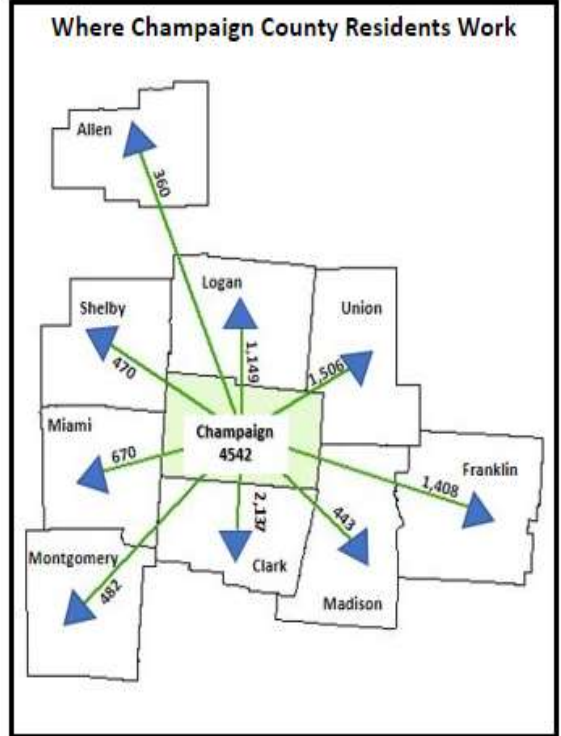 Where Champaign County Residents Work
Allen
360
Logan
Shelby
Union
1,149
470
1,506
Miami
Champaign
4542
670
Franklin
1,408
2,137
443
Montgomery
Clark
482
Madison